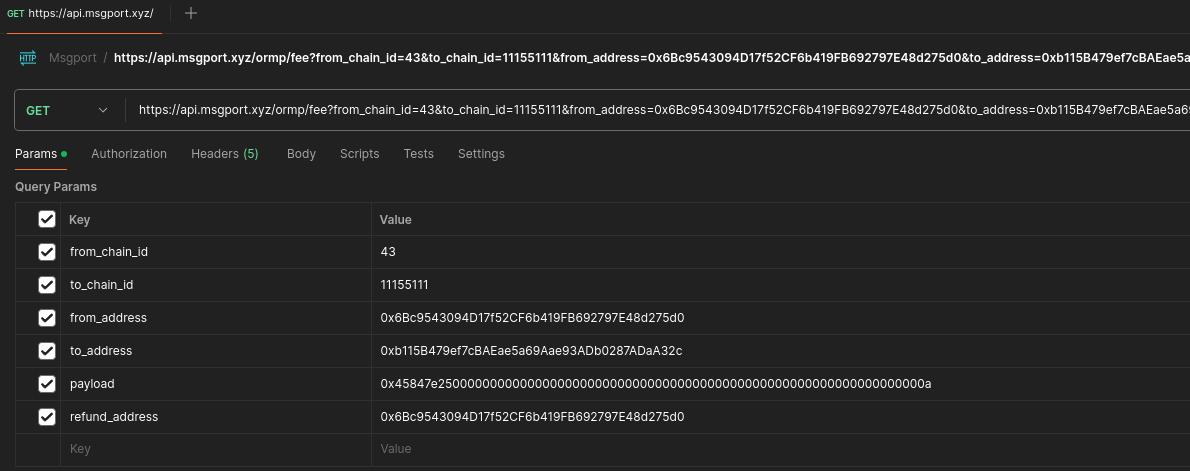 GET https://api.msgport.xyz/
HTTP Msgport / https://api.msgport.xyz/ormp/fee?from_chain_id=43&to_chain_id=11155111&from_address=0x6Bc9543094D17f52CF6b419FB692797E48d275d0&to_address=0xb115B479ef7cBAEae5a
GET https://api.msgport.xyz/ormp/fee?from_chain_id=43&to_chain_id=11155111&from_address=0x6Bc9543094D17f52CF6b419FB692797E48d275d0&to_address=0xb115B479ef7cBAEae5a6
Params Authorization Headers (5) Body Scripts Tests Settings
Query Params
Key Value
from_chain_id 43
to_chain_id 11155111
from_address 0x6Bc9543094D17f52CF6b419FB692797E48d275d0
to_address 0xb115B479ef7cBAEae5a69Aae93ADb0287ADaA32c
payload 0x45847e25000000000000000000000000000000000000000000000000000000000000000a
refund_address 0x6Bc9543094D17f52CF6b419FB692797E48d275d0
Key Value